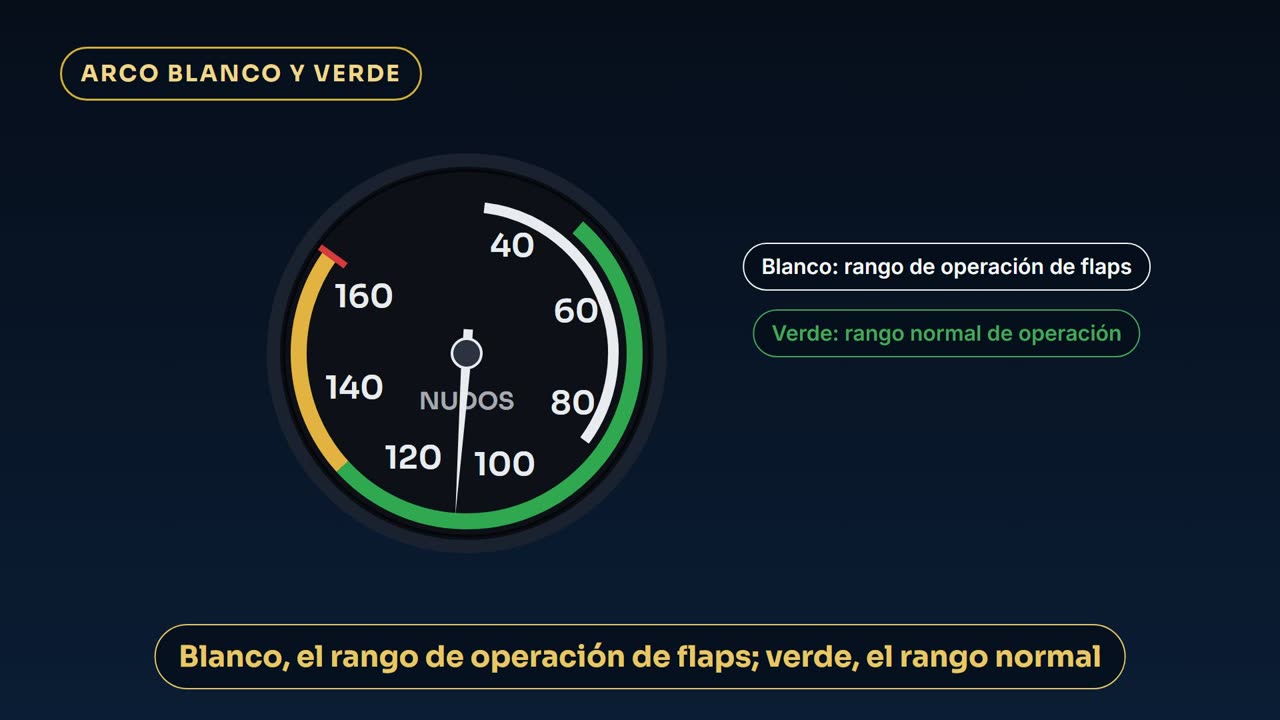 ARCO BLANCO Y VERDE
40
60
80
100
120
140
160
NUDOS
Blanco: rango de operación de flaps
Verde: rango normal de operación
Blanco, el rango de operación de flaps; verde, el rango normal